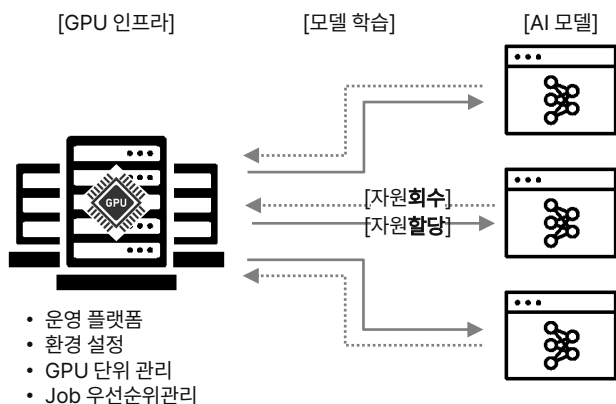 [GPU 인프라]
[모델 학습]
[AI 모델]
GPU
[자원회수]
[자원할당]
• 운영 플랫폼
• 환경 설정
• GPU 단위 관리
• Job 우선순위관리